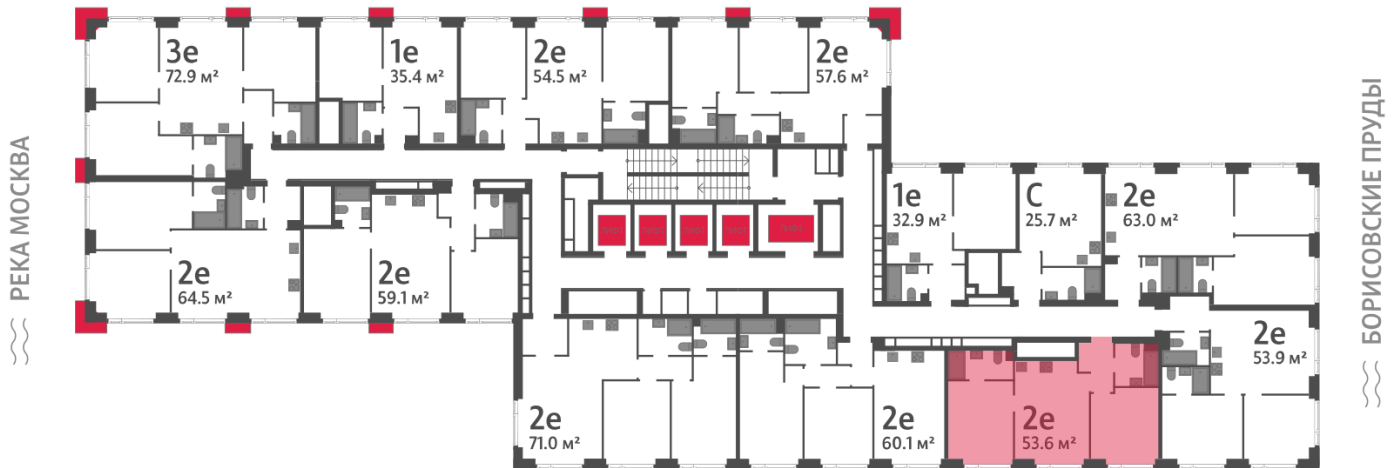 РЕКА МОСКВА
3е
72.9 м²
1е
35.4 м²
2е
54.5 м²
2е
57.6 м²
1е
32.9 м²
С
25.7 м²
2е
63.0 м²
2е
64.5 м²
2е
59.1 м²
2е
71.0 м²
2е
60.1 м²
2е
53.6 м²
2е
53.9 м²
БОРИСОВСКИЕ ПРУДЫ